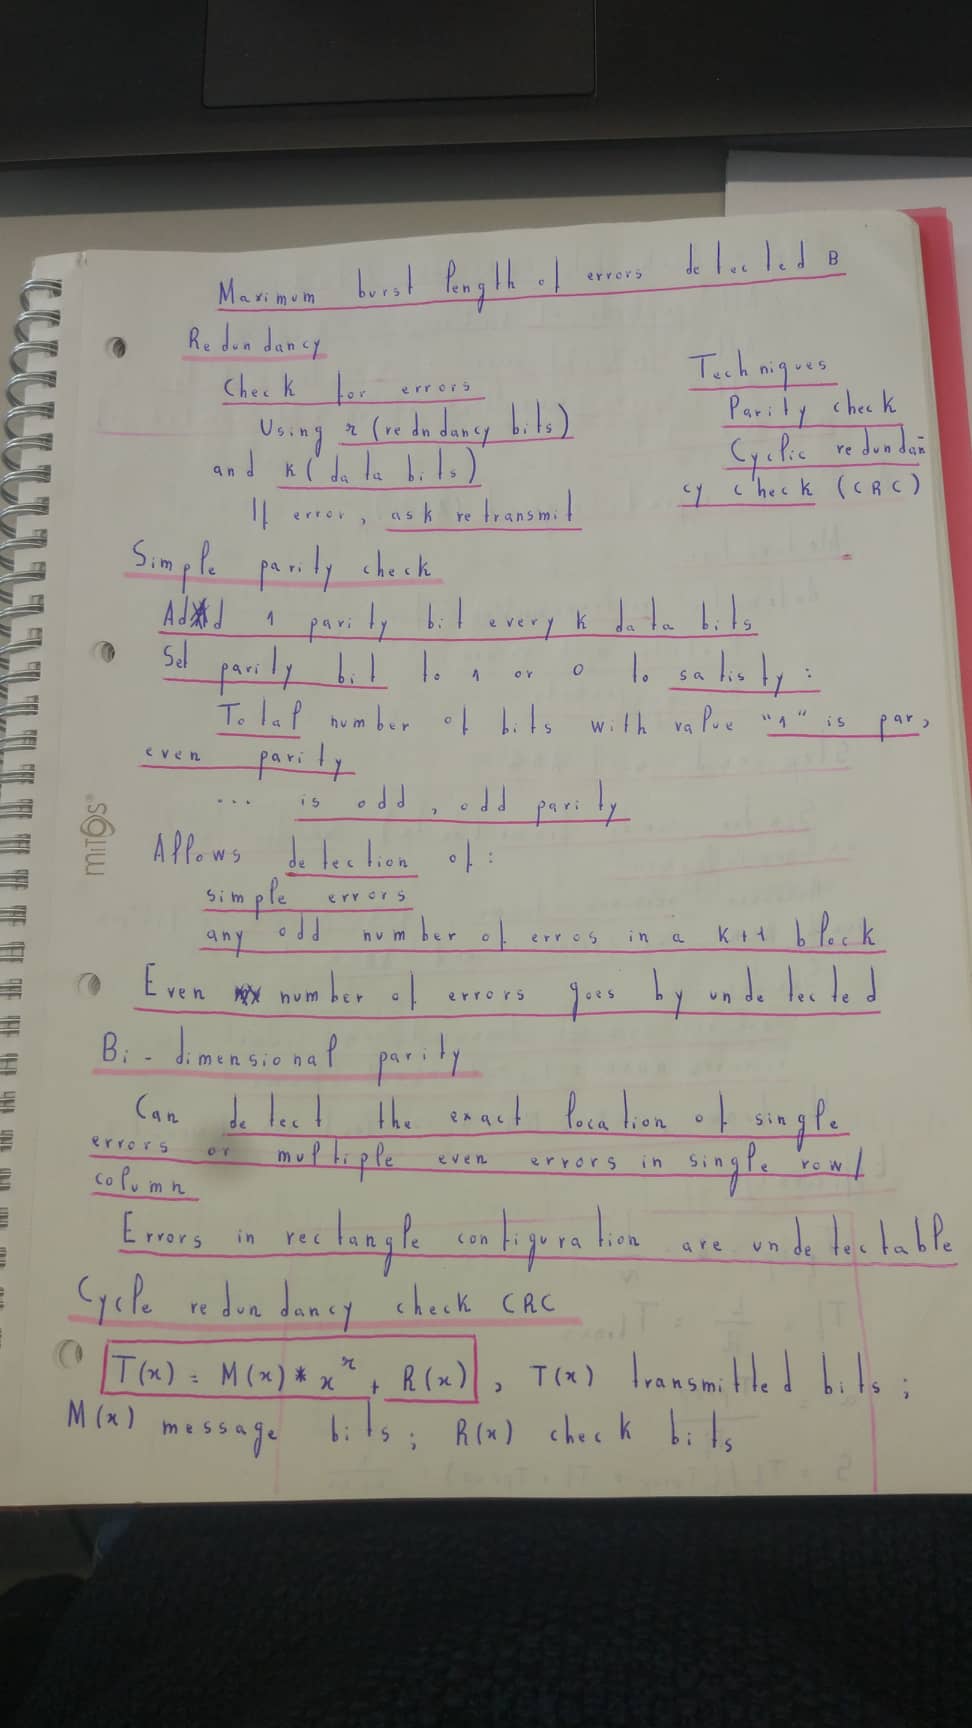 Maximum burst length of errors detected B
Redundancy
Check for errors
Using r (redndancy bits)
and k (data bits)
If error, ask retransmit
Techniques
Parity check
Cyclic redundan
cy check (CRC)
Simple parity check
Add 1 parity bit every k data bits
Set parity bit to 1 or 0 to satisfy:
Total number of bits with value "1" is par,
even parity
... is odd, odd parity
Allows detection of:
simple errors
any odd number of erros in a k+1 block
Even number of errors goes by undetected
Bi-dimensional parity
Can detect the exact location of single
errors or multiple even errors in single row/
column
Errors in rectangle configuration are undetectable
Cycle redundancy check CRC
T(x) = M(x) * x^r + R(x), T(x) transmitted bits;
M(x) message bits; R(x) check bits
MiTOS